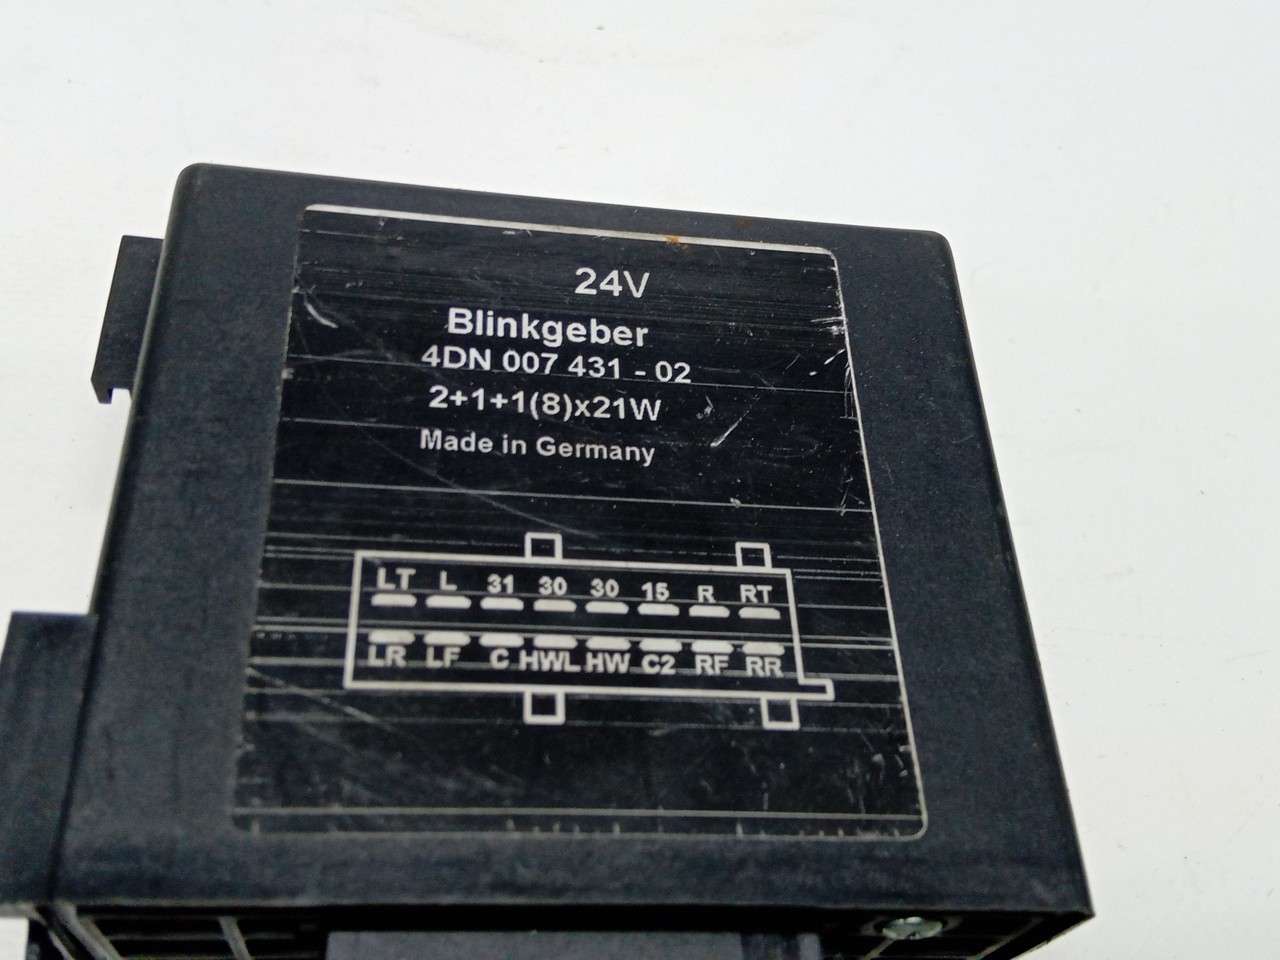 24V
Blinkgeber
4DN 007 431 - 02
2+1+1(8)x21W
Made in Germany
LT L 31 30 30 15 R RT
LR LF C HWL HW C2 RF RR